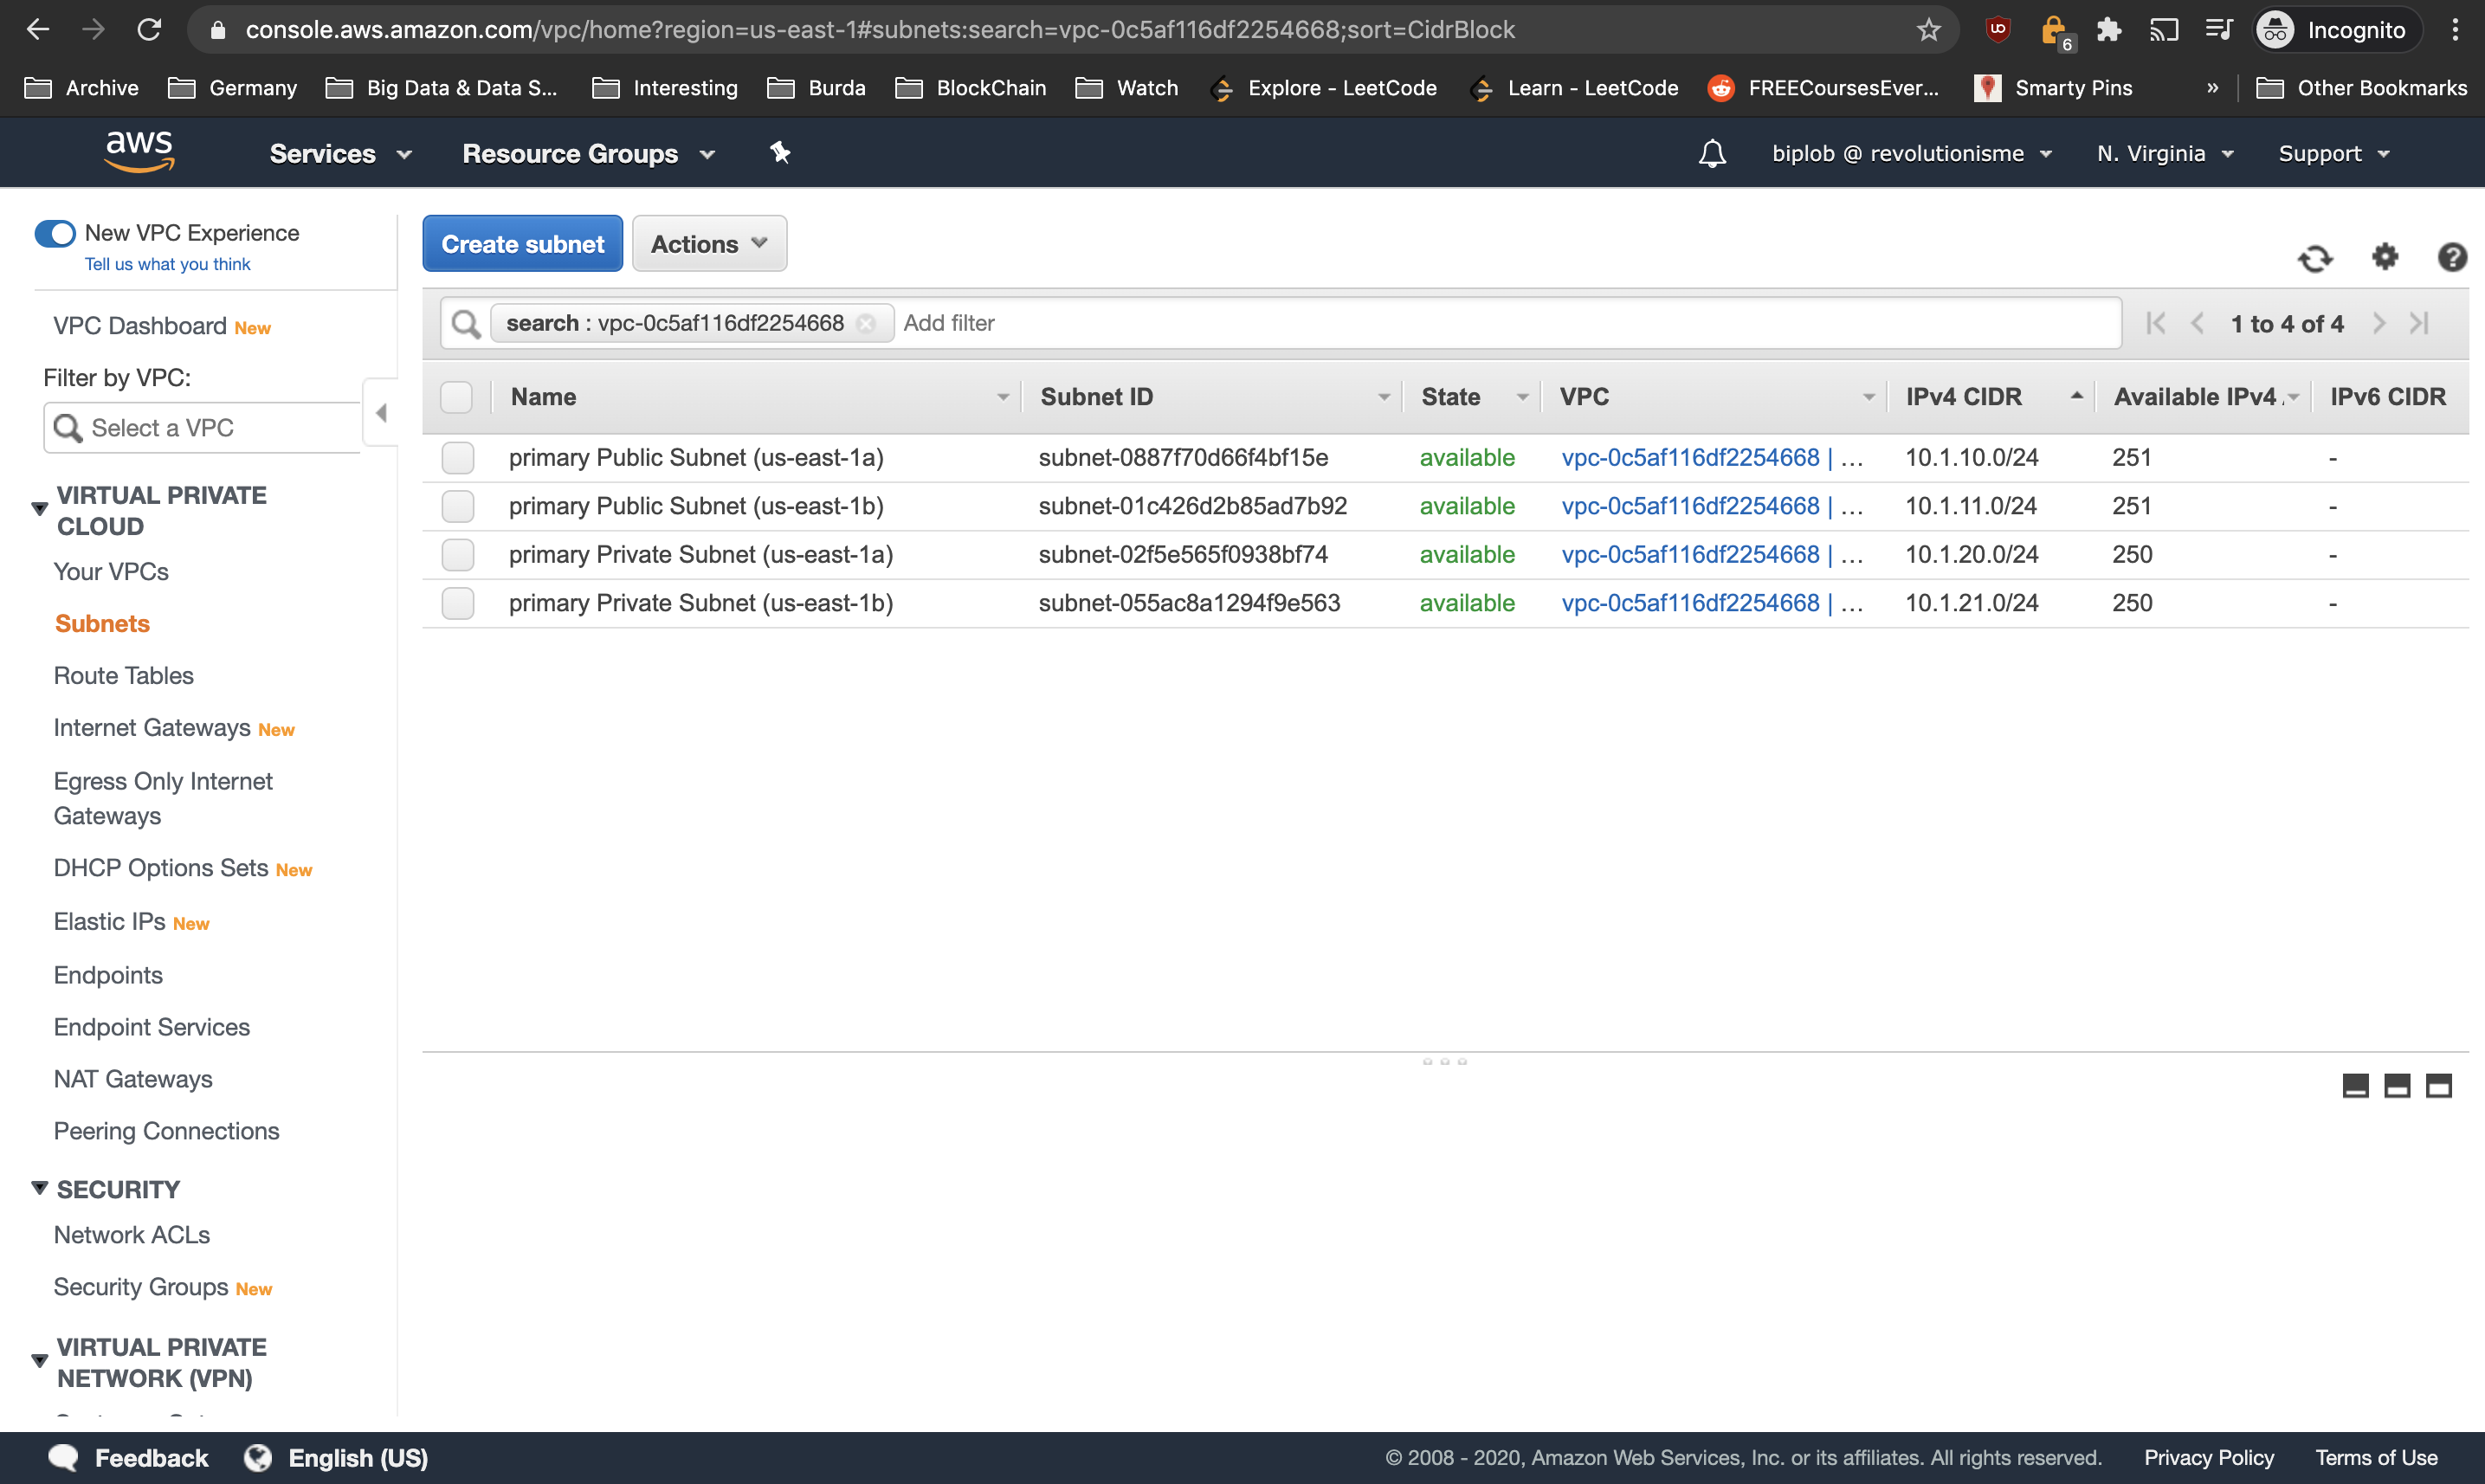 console.aws.amazon.com/vpc/home?region=us-east-1#subnets:search=vpc-0c5af116df2254668;sort=CidrBlock
6
Incognito
Archive Germany Big Data & Data S... Interesting Burda BlockChain Watch Explore - LeetCode Learn - LeetCode FREECoursesEver... Smarty Pins » Other Bookmarks
aws Services Resource Groups biplob @ revolutionisme N. Virginia Support
New VPC Experience
Tell us what you think
VPC Dashboard New
Filter by VPC:
Select a VPC
VIRTUAL PRIVATE
CLOUD
Your VPCs
Subnets
Route Tables
Internet Gateways New
Egress Only Internet
Gateways
DHCP Options Sets New
Elastic IPs New
Endpoints
Endpoint Services
NAT Gateways
Peering Connections
SECURITY
Network ACLs
Security Groups New
VIRTUAL PRIVATE
NETWORK (VPN)
Create subnet Actions
search : vpc-0c5af116df2254668 Add filter 1 to 4 of 4
Name Subnet ID State VPC IPv4 CIDR Available IPv4 IPv6 CIDR
primary Public Subnet (us-east-1a) subnet-0887f70d66f4bf15e available vpc-0c5af116df2254668 | ... 10.1.10.0/24 251 -
primary Public Subnet (us-east-1b) subnet-01c426d2b85ad7b92 available vpc-0c5af116df2254668 | ... 10.1.11.0/24 251 -
primary Private Subnet (us-east-1a) subnet-02f5e565f0938bf74 available vpc-0c5af116df2254668 | ... 10.1.20.0/24 250 -
primary Private Subnet (us-east-1b) subnet-055ac8a1294f9e563 available vpc-0c5af116df2254668 | ... 10.1.21.0/24 250 -
Feedback English (US) © 2008 - 2020, Amazon Web Services, Inc. or its affiliates. All rights reserved. Privacy Policy Terms of Use